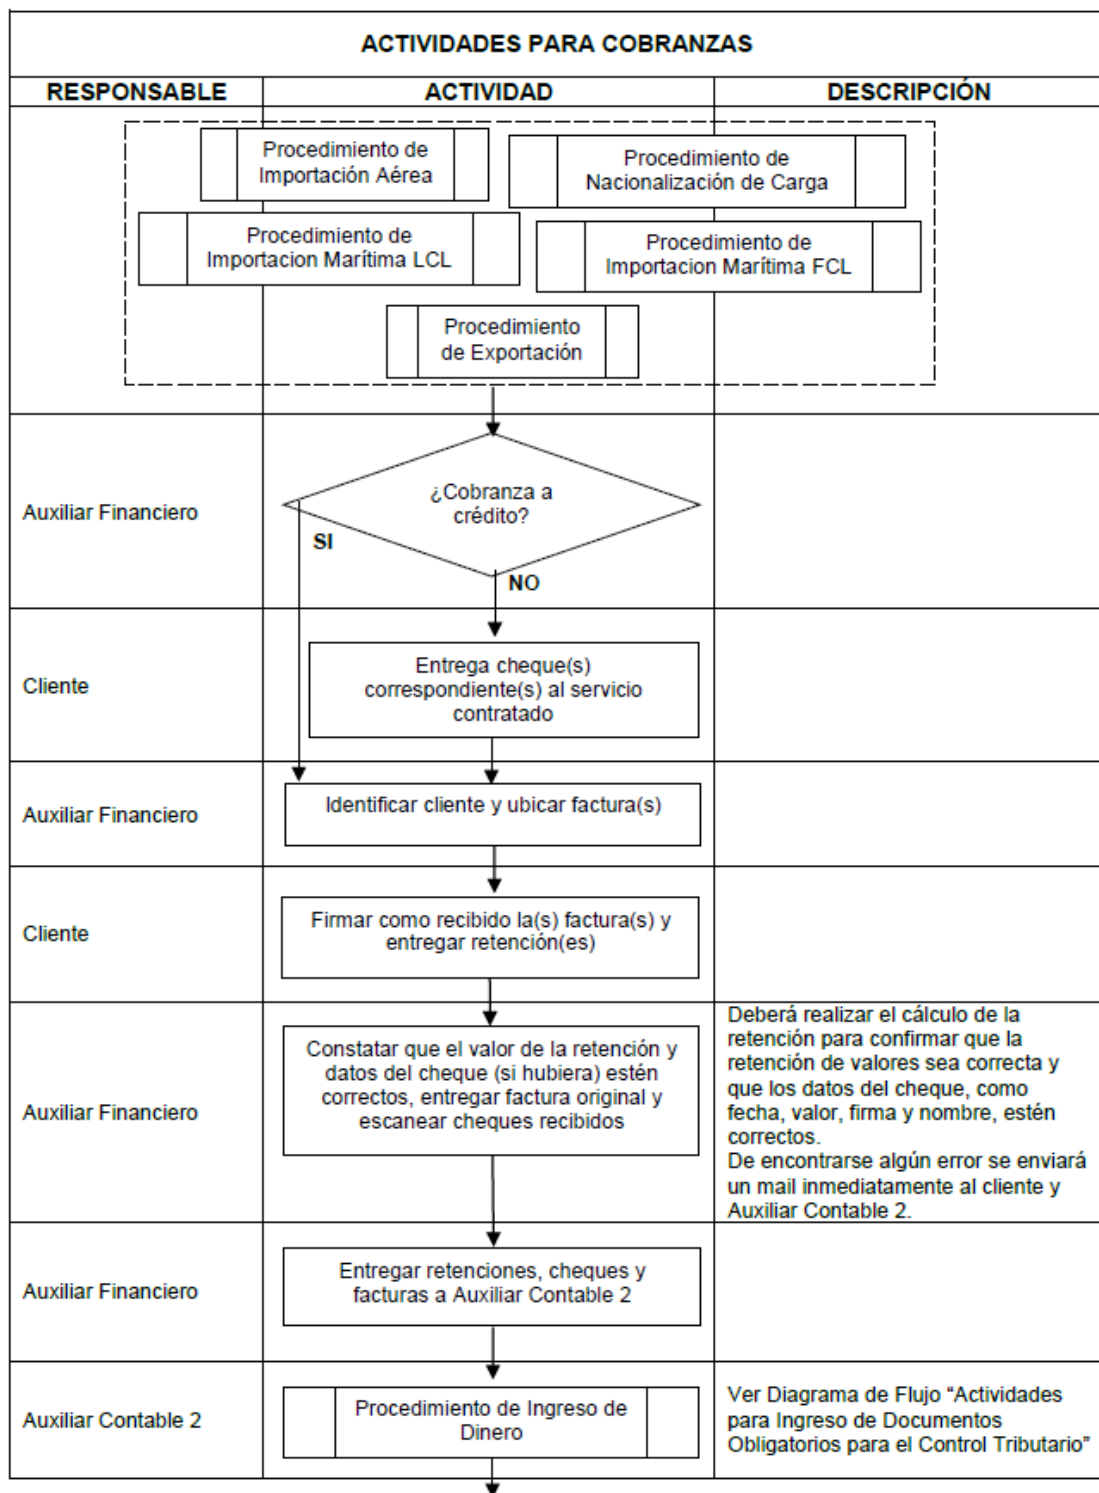 ACTIVIDADES PARA COBRANZAS
RESPONSABLE
ACTIVIDAD
DESCRIPCIÓN
Procedimiento de
Importación Aérea
Procedimiento de
Nacionalización de Carga
Procedimiento de
Importacion Marítima LCL
Procedimiento de
Importacion Marítima FCL
Procedimiento
de Exportación
Auxiliar Financiero
¿Cobranza a
crédito?
SI
NO
Cliente
Entrega cheque(s)
correspondiente(s) al servicio
contratado
Auxiliar Financiero
Identificar cliente y ubicar factura(s)
Cliente
Firmar como recibido la(s) factura(s) y
entregar retención(es)
Auxiliar Financiero
Constatar que el valor de la retención y
datos del cheque (si hubiera) estén
correctos, entregar factura original y
escanear cheques recibidos
Deberá realizar el cálculo de la
retención para confirmar que la
retención de valores sea correcta y
que los datos del cheque, como
fecha, valor, firma y nombre, estén
correctos.
De encontrarse algún error se enviará
un mail inmediatamente al cliente y
Auxiliar Contable 2.
Auxiliar Financiero
Entregar retenciones, cheques y
facturas a Auxiliar Contable 2
Auxiliar Contable 2
Procedimiento de Ingreso de
Dinero
Ver Diagrama de Flujo “Actividades
para Ingreso de Documentos
Obligatorios para el Control Tributario”